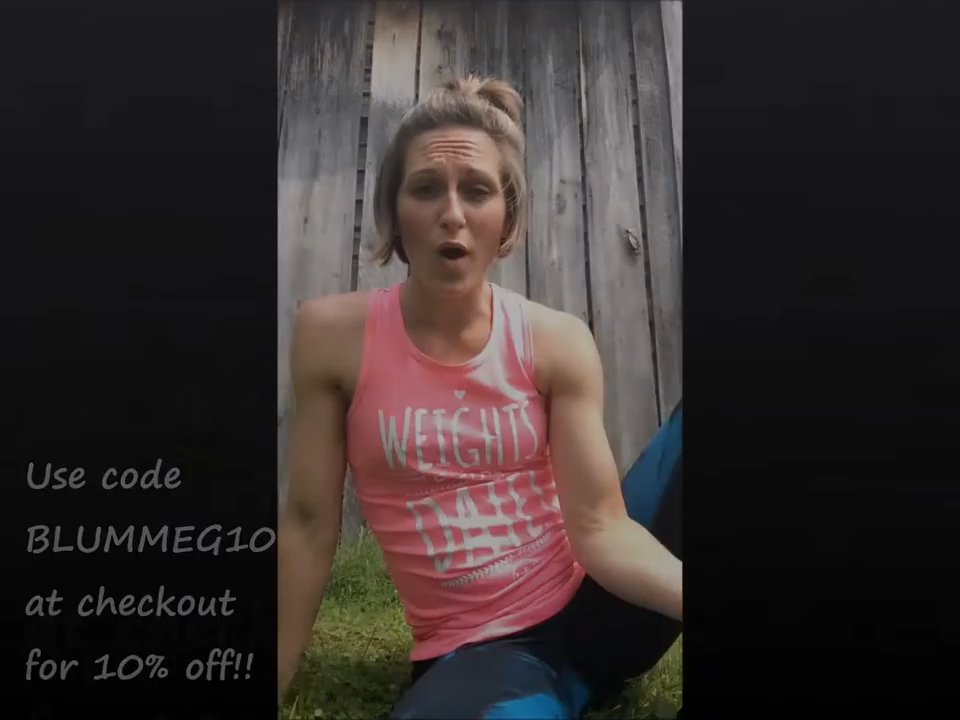 Use code
BLUMMEG10
at checkout
for 10% off!!
WEIGHTS